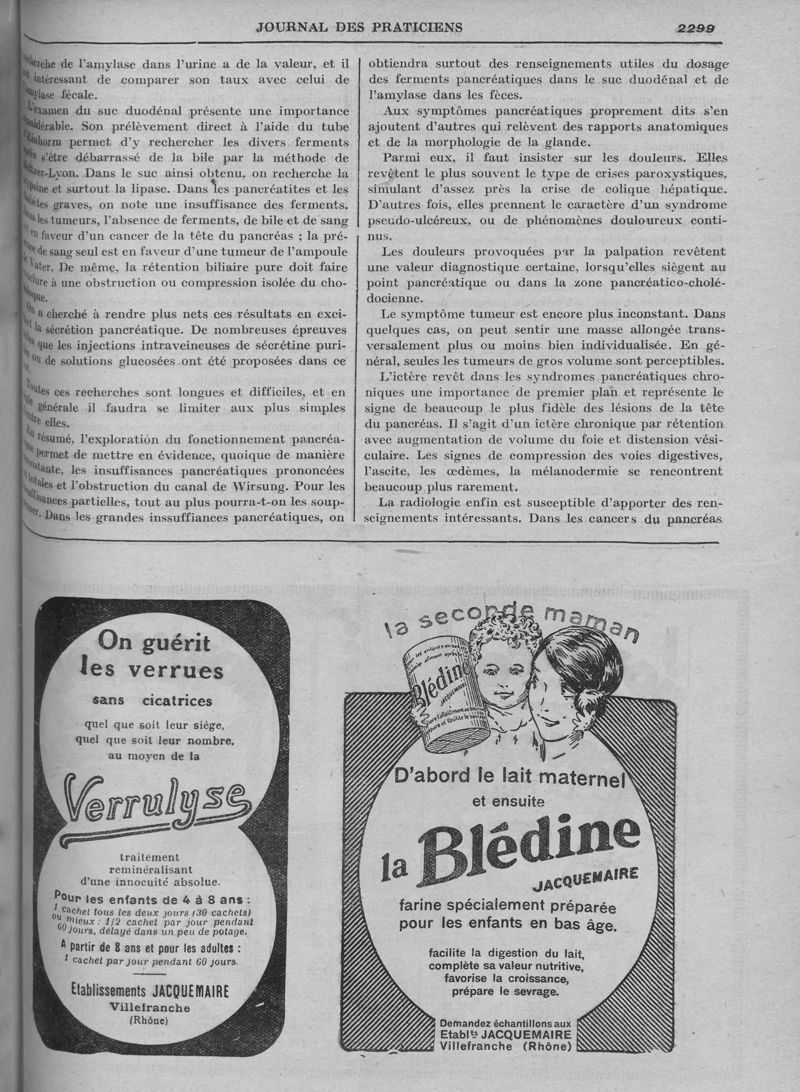 JOURNAL DES PRATICIENS
2299
de l'amylase dans l'urine a de la valeur, et il
intéressant de comparer son taux avec celui de
fécale.
L'examen du suc duodénal présente une importance
Son prélèvement direct à l'aide du tube
permet d'y rechercher les divers ferments
s'être débarrassé de la bile par la méthode de
Dans le suc ainsi obtenu, on recherche la
et surtout la lipase. Dans les pancréatites et les
graves, on note une insuffisance des ferments.
les tumeurs, l'absence de ferments, de bile et de sang
en faveur d'un cancer de la tête du pancréas ; la pré-
de sang seul est en faveur d'une tumeur de l'ampoule
Vater. De même, la rétention biliaire pure doit faire
à une obstruction ou compression isolée du cho-
On a cherché à rendre plus nets ces résultats en exci-
la sécrétion pancréatique. De nombreuses épreuves
que les injections intraveineuses de sécrétine puri-
ou de solutions glucosées ont été proposées dans ce
Toutes ces recherches sont longues et difficiles, et en
générale il faudra se limiter aux plus simples
elles.
En résumé, l'exploration du fonctionnement pancréa-
permet de mettre en évidence, quoique de manière
les insuffisances pancréatiques prononcées
et l'obstruction du canal de Wirsung. Pour les
partielles, tout au plus pourra-t-on les soup-
Dans les grandes inssuffiances pancréatiques, on
obtiendra surtout des renseignements utiles du dosage
des ferments pancréatiques dans le suc duodénal et de
l'amylase dans les fèces.
Aux symptômes pancréatiques proprement dits s'en
ajoutent d'autres qui relèvent des rapports anatomiques
et de la morphologie de la glande.
Parmi eux, il faut insister sur les douleurs. Elles
revêtent le plus souvent le type de crises paroxystiques,
simulant d'assez près la crise de colique hépatique.
D'autres fois, elles prennent le caractère d'un syndrome
pseudo-ulcéreux, ou de phénomènes douloureux conti-
nus.
Les douleurs provoquées par la palpation revêtent
une valeur diagnostique certaine, lorsqu'elles siègent au
point pancréatique ou dans la zone pancréatico-cholé-
docienne.
Le symptôme tumeur est encore plus inconstant. Dans
quelques cas, on peut sentir une masse allongée trans-
versalement plus ou moins bien individualisée. En gé-
néral, seules les tumeurs de gros volume sont perceptibles.
L'ictère revêt dans les syndromes pancréatiques chro-
niques une importance de premier plan et représente le
signe de beaucoup le plus fidèle des lésions de la tête
du pancréas. Il s'agit d'un ictère chronique par rétention
avec augmentation de volume du foie et distension vési-
culaire. Les signes de compression des voies digestives,
l'ascite, les œdèmes, la mélanodermie se rencontrent
beaucoup plus rarement.
La radiologie enfin est susceptible d'apporter des ren-
seignements intéressants. Dans les cancers du pancréas
On guérit
les verrues
sans cicatrices
quel que soit leur siège,
quel que soit leur nombre,
au moyen de la
Verrulyse
traitement
reminéralisant
d'une innocuité absolue.
Pour les enfants de 4 à 8 ans :
1 cachet tous les deux jours (30 cachets)
ou mieux : 1/2 cachet par jour pendant
60 jours, délayé dans un peu de potage.
A partir de 8 ans et pour les adultes :
1 cachet par jour pendant 60 jours.
Etablissements JACQUEMAIRE
Villefranche
(Rhône)
la seconde maman
Blédine
JACQUEMAIRE
D'abord le lait maternel
et ensuite
la Blédine
JACQUEMAIRE
farine spécialement préparée
pour les enfants en bas âge.
facilite la digestion du lait,
complète sa valeur nutritive,
favorise la croissance,
prépare le sevrage.
Demandez échantillons aux
Etabl^ts JACQUEMAIRE
Villefranche (Rhône)